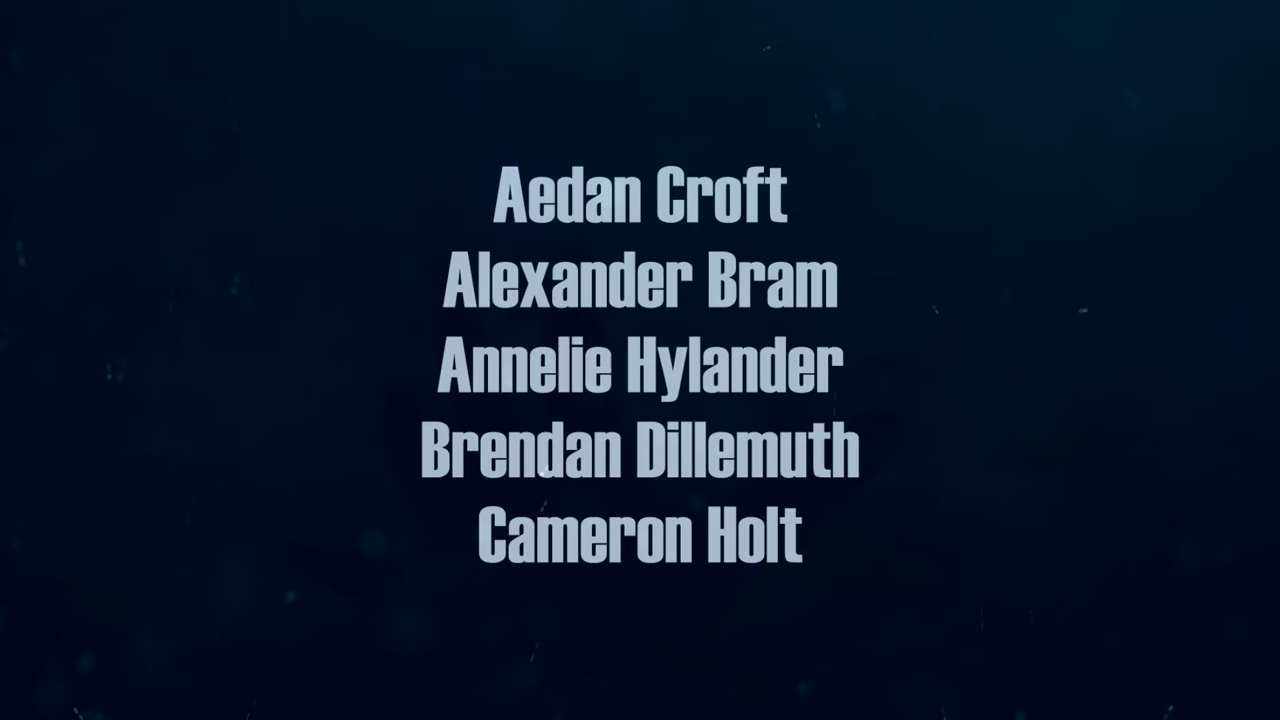 Aedan Croft
Alexander Bram
Annelie Hylander
Brendan Dillemuth
Cameron Holt